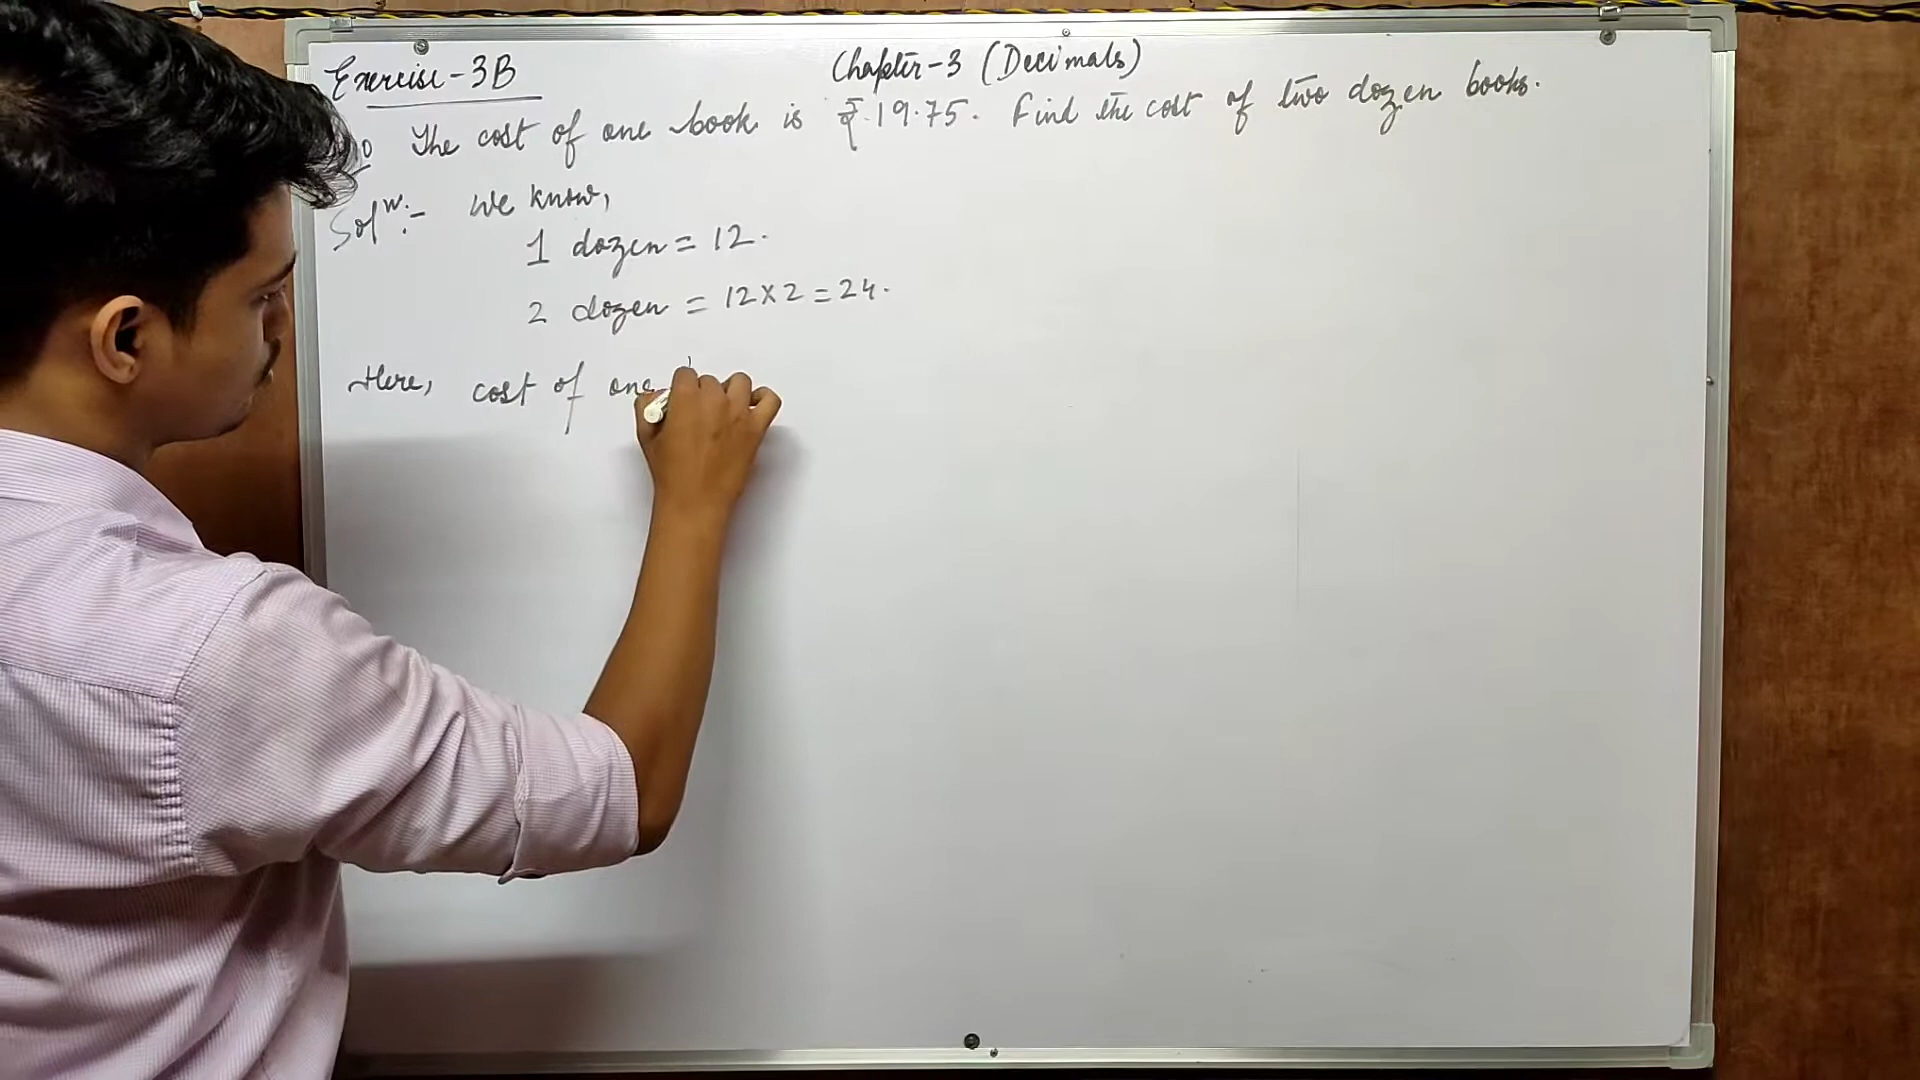 Exercise-3B
Chapter-3 (Decimals)
The cost of one book is ₹.19.75. Find the cost of two dozen books.
Solⁿ:- We know,
1 dozen = 12.
2 dozen = 12×2=24.
Here, cost of one